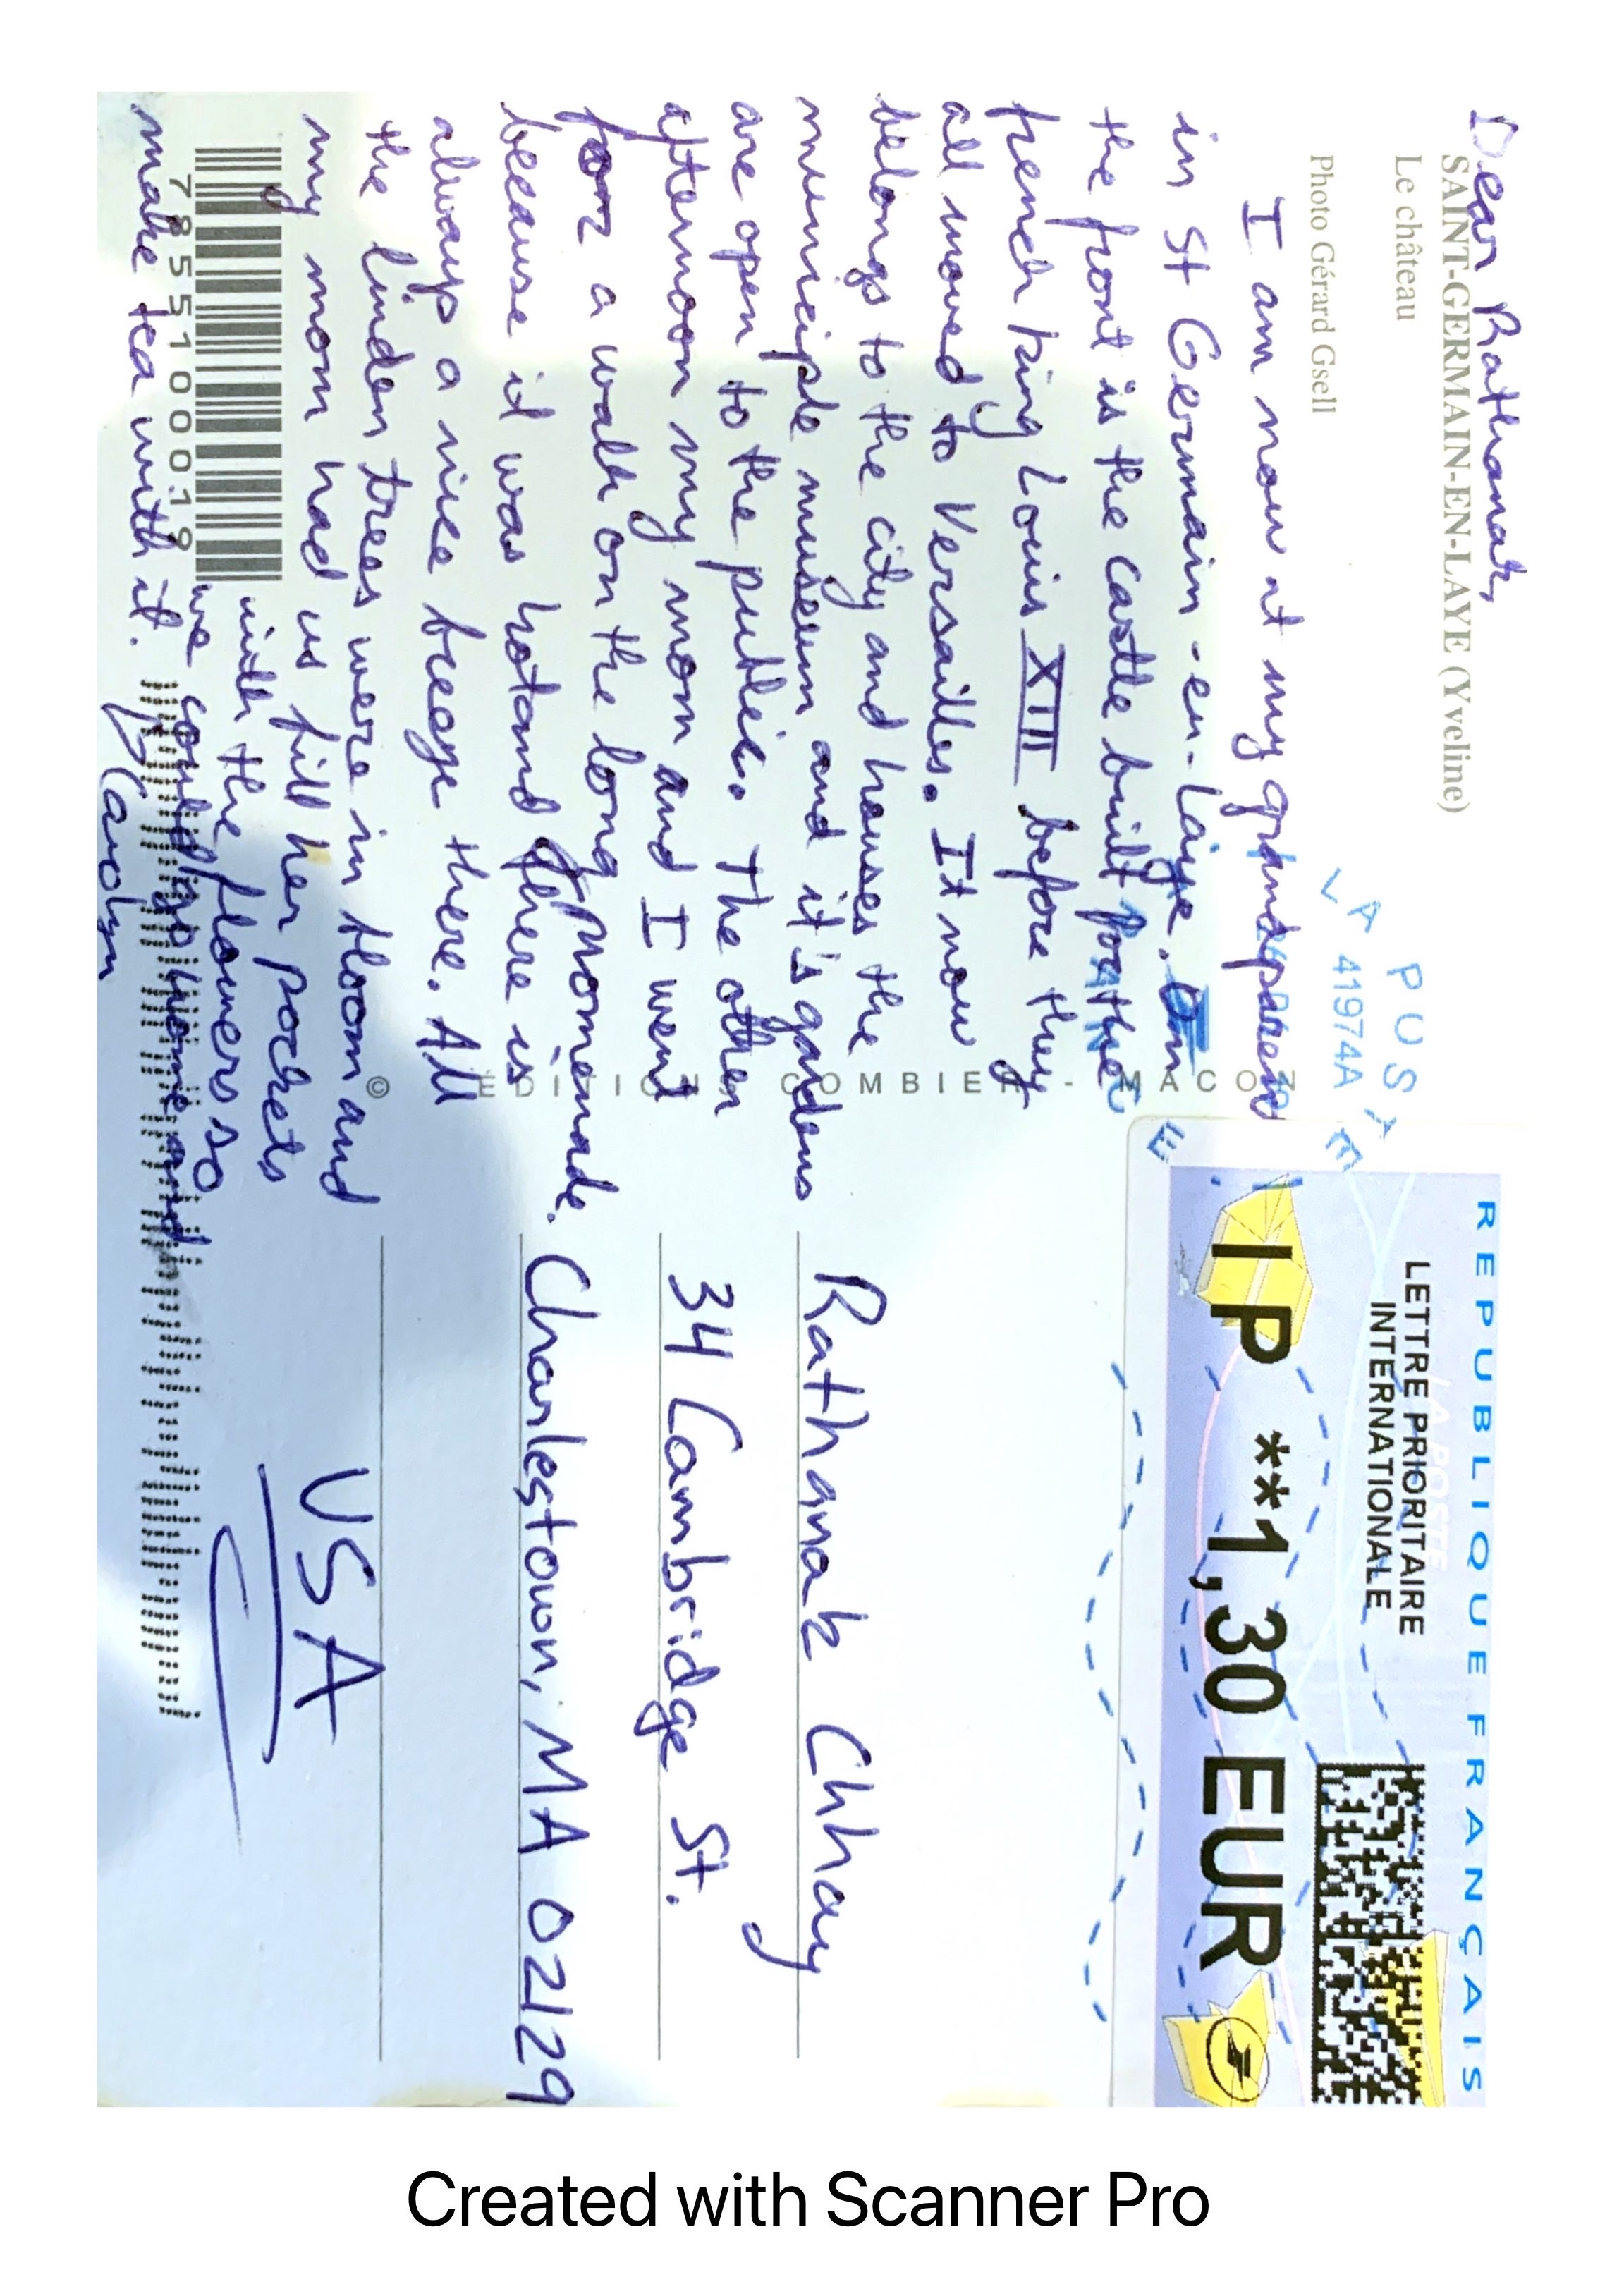 Dear Rathanak,
SAINT-GERMAIN-EN-LAYE (Yveline)
Le château
Photo Gérard Gsell
I am now at my grandparents
in St Germain-en-Laye. On
the front is the castle built for the
french king Louis XIII before they
all moved to Versailles. It now
belongs to the city and houses the
municiple museum and it's gardens
are open to the public. The other
afternoon my mom and I went
for a walk on the long promenade.
because it was hot and there is
always a nice breeze there. All
the linden trees were in bloom and
my mom had us fill her pockets
with the flowers so
we could go home and
make tea with it.
Carolyn
7855100019
© EDITIONS COMBIER - MACON
POSTE
41974A
REPUBLIQUE FRANÇAIS
LETTRE PRIORITAIRE
INTERNATIONALE
LA POSTE
IP **1,30 EUR
Rathanak Chhay
34 Cambridge St.
Charlestown, MA 02129
USA
Created with Scanner Pro